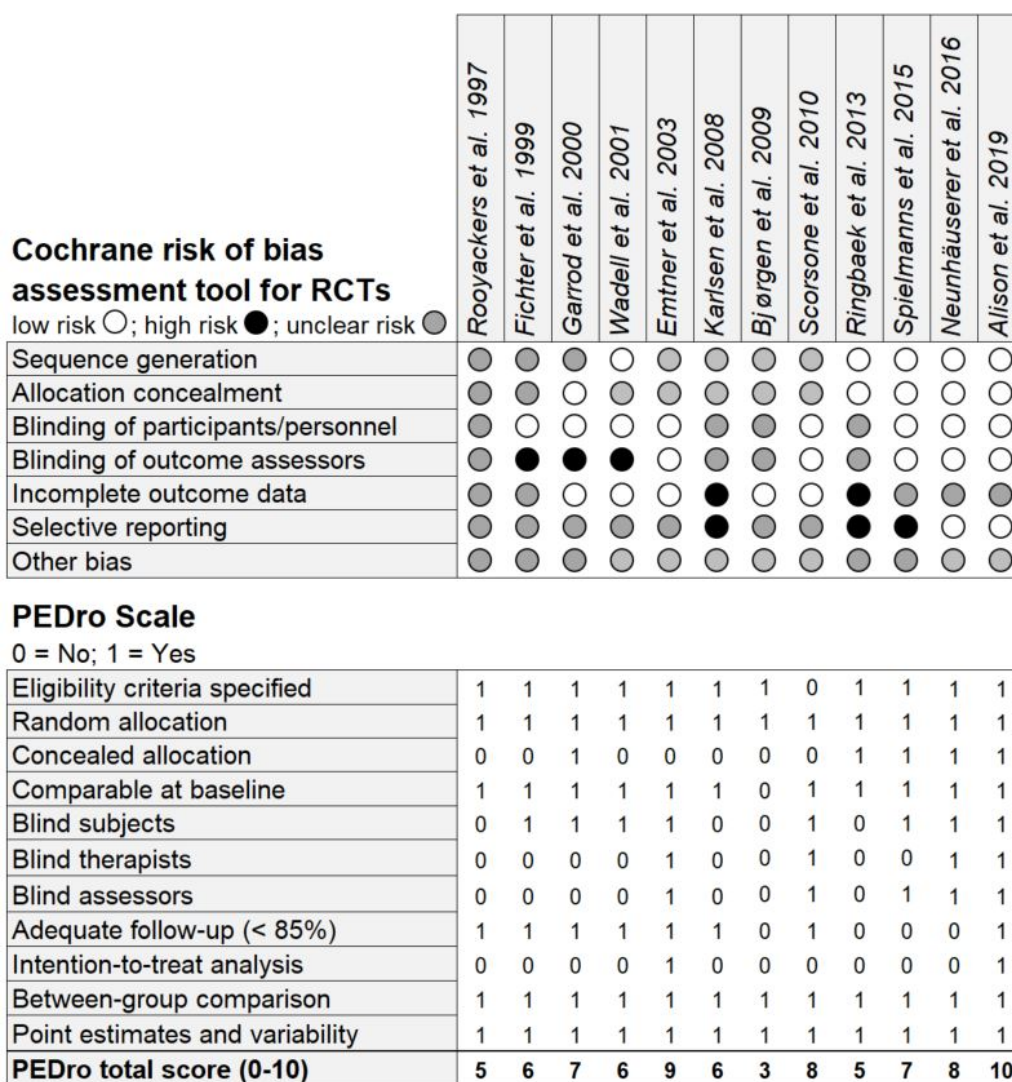 Rooyackers et al. 1997
Fichter et al. 1999
Garrod et al. 2000
Wadell et al. 2001
Emtner et al. 2003
Karlsen et al. 2008
Bjørgen et al. 2009
Scorsone et al. 2010
Ringbaek et al. 2013
Spielmanns et al. 2015
Neunhäuserer et al. 2016
Alison et al. 2019
Cochrane risk of bias
assessment tool for RCTs
low risk ; high risk ; unclear risk
Sequence generation
Allocation concealment
Blinding of participants/personnel
Blinding of outcome assessors
Incomplete outcome data
Selective reporting
Other bias
PEDro Scale
0 = No; 1 = Yes
Eligibility criteria specified 1 1 1 1 1 1 1 0 1 1 1 1
Random allocation 1 1 1 1 1 1 1 1 1 1 1 1
Concealed allocation 0 0 1 0 0 0 0 0 1 1 1 1
Comparable at baseline 1 1 1 1 1 1 0 1 1 1 1 1
Blind subjects 0 1 1 1 1 0 0 1 0 1 1 1
Blind therapists 0 0 0 0 1 0 0 1 0 0 1 1
Blind assessors 0 0 0 0 1 0 0 1 0 1 1 1
Adequate follow-up (< 85%) 1 1 1 1 1 1 0 1 0 0 0 1
Intention-to-treat analysis 0 0 0 0 1 0 0 0 0 0 0 1
Between-group comparison 1 1 1 1 1 1 1 1 1 1 1 1
Point estimates and variability 1 1 1 1 1 1 1 1 1 1 1 1
PEDro total score (0-10) 5 6 7 6 9 6 3 8 5 7 8 10